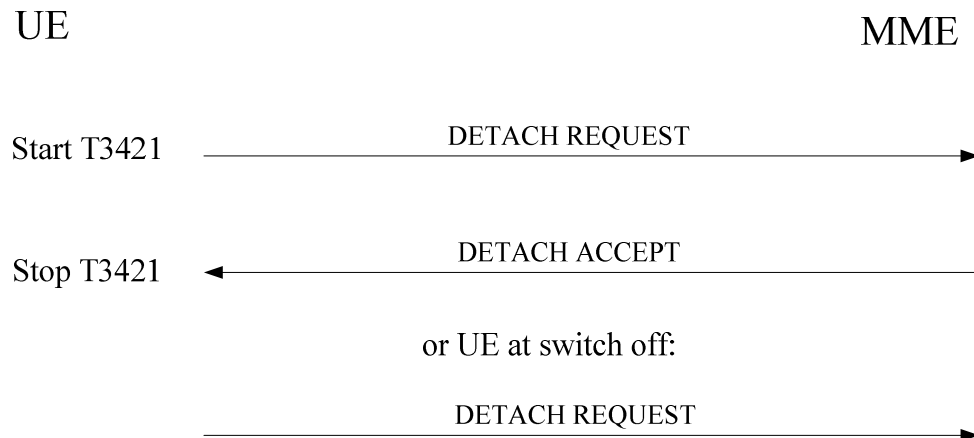 UE
MME
Start T3421
DETACH REQUEST
Stop T3421
DETACH ACCEPT
or UE at switch off:
DETACH REQUEST